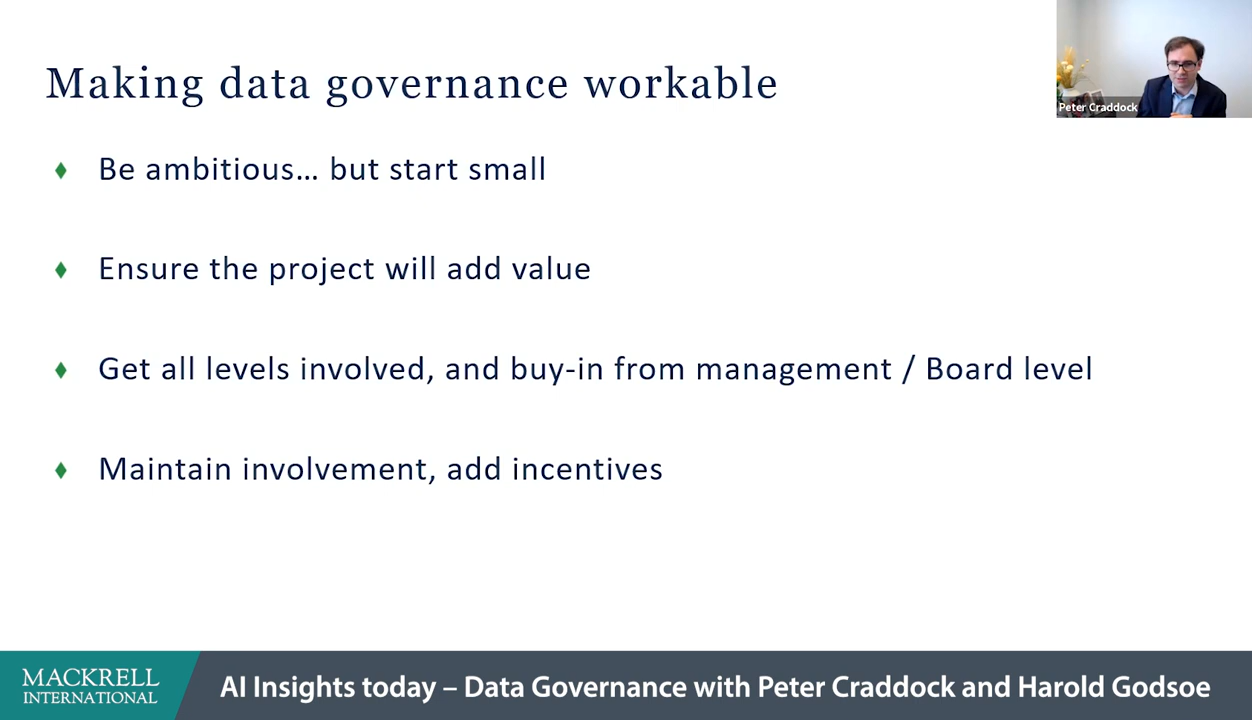 Making data governance workable
Peter Craddock
Be ambitious... but start small
Ensure the project will add value
Get all levels involved, and buy-in from management / Board level
Maintain involvement, add incentives
MACKRELL
INTERNATIONAL
AI Insights today – Data Governance with Peter Craddock and Harold Godsoe